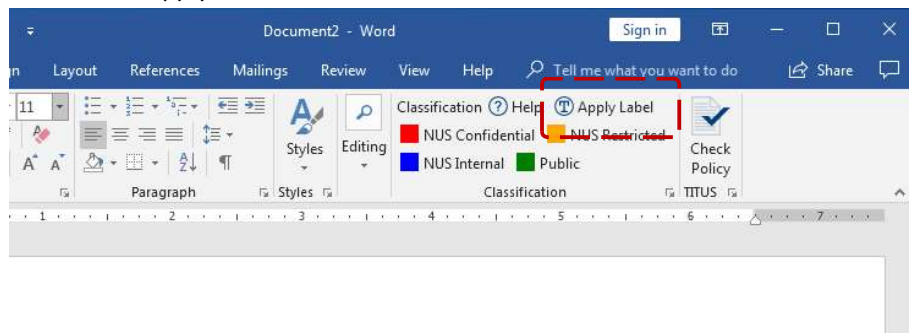 Document2 - Word
Sign in
Layout References Mailings Review View Help Tell me what you want to do Share
11
Classification Help Apply Label
NUS Confidential NUS Restricted
NUS Internal Public
Styles
Editing
Check
Policy
Paragraph Styles Classification TITUS
1 2 3 4 5 6 7